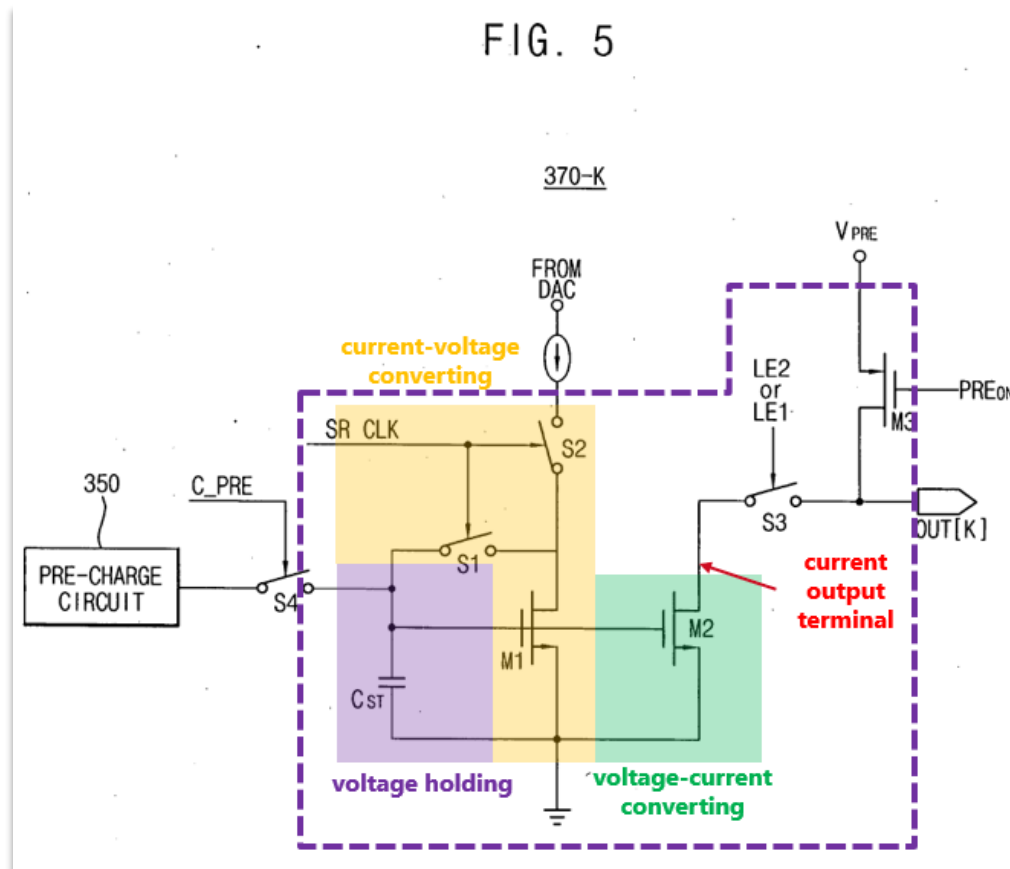 FIG. 5
370-K
VPRE
FROM
DAC
current-voltage
converting
LE2
or
LE1
PREON
M3
SR CLK
S2
350
C_PRE
S3
OUT[K]
PRE-CHARGE
CIRCUIT
S4
S1
current
output
terminal
M1
M2
CST
voltage holding
voltage-current
converting